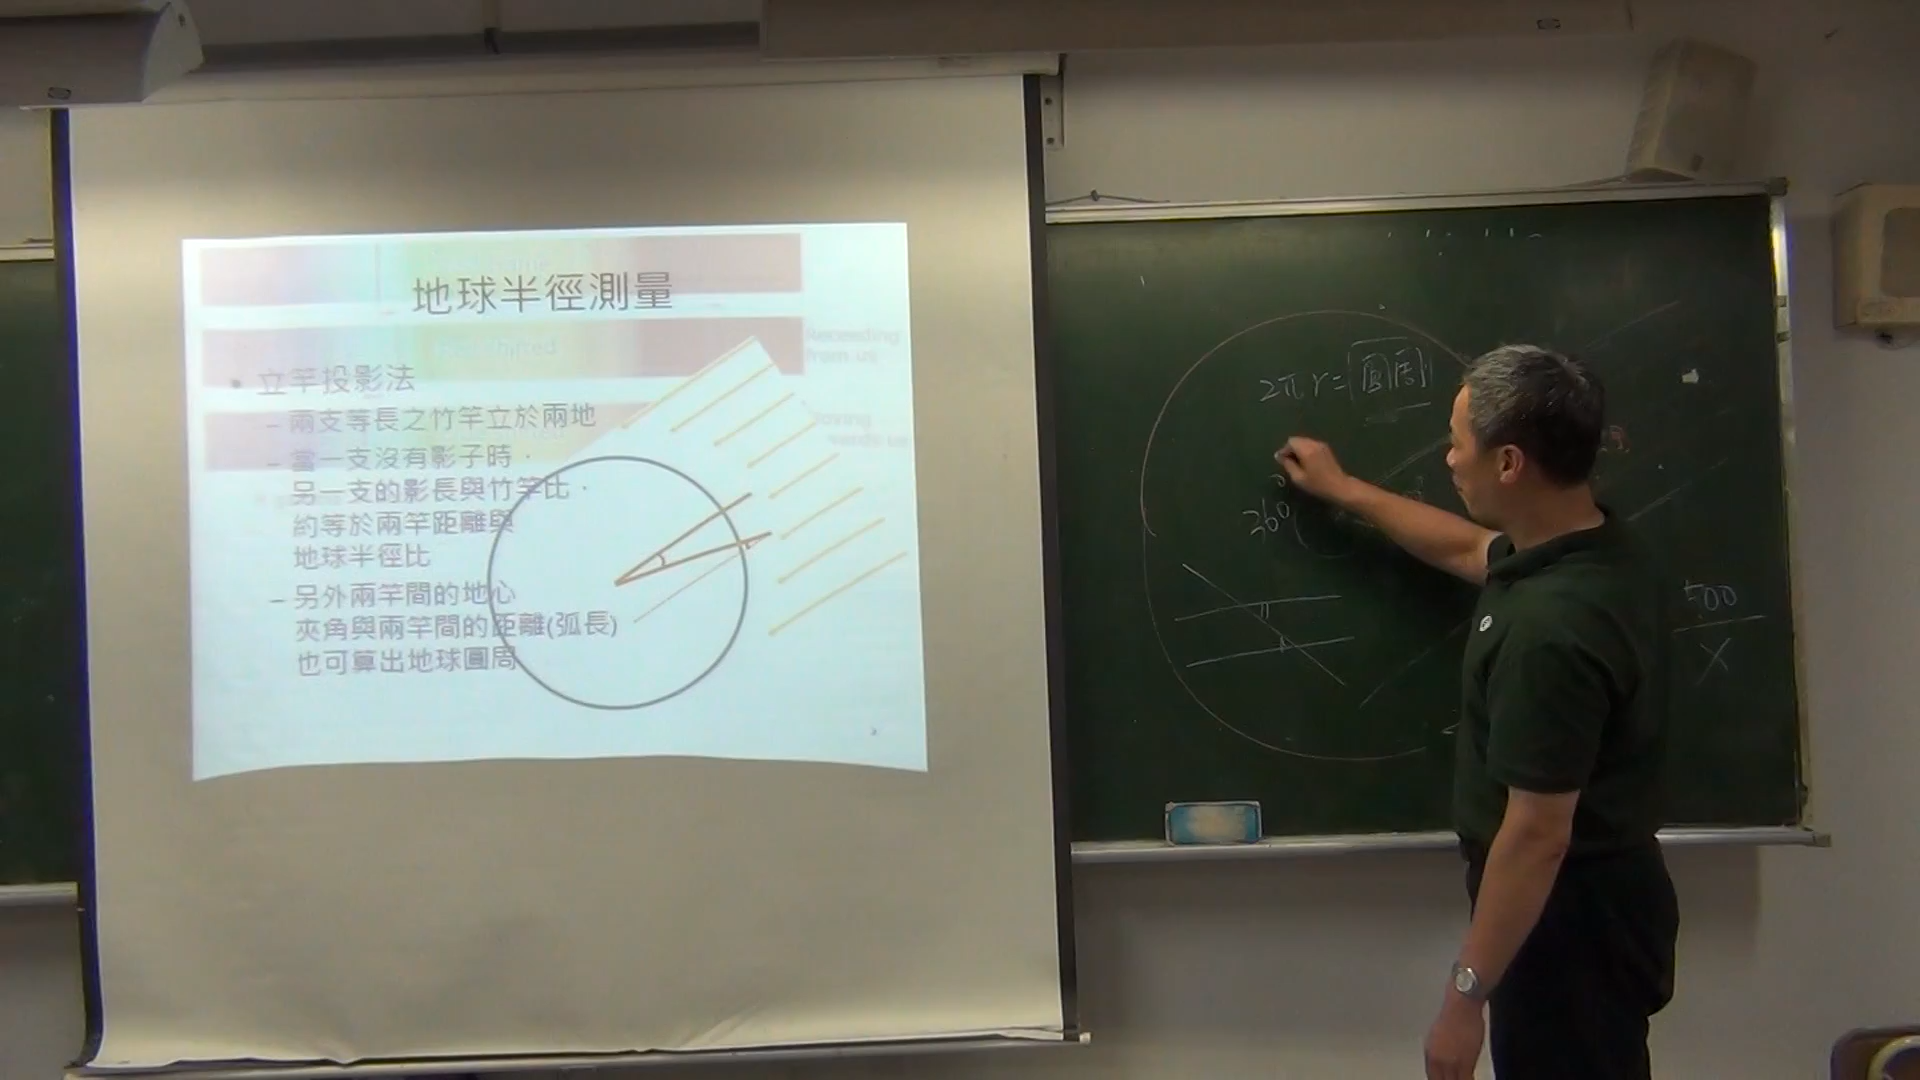 地球半徑測量
• 立竿投影法
– 兩支等長之竹竿立於兩地
– 當一支沒有影子時，
另一支的影長與竹竿比，
約等於兩竿距離與
地球半徑比
– 另外兩竿間的地心
夾角與兩竿間的距離(弧長)
也可算出地球圓周
Receeding
from us
2πr=圓周
360
500
X